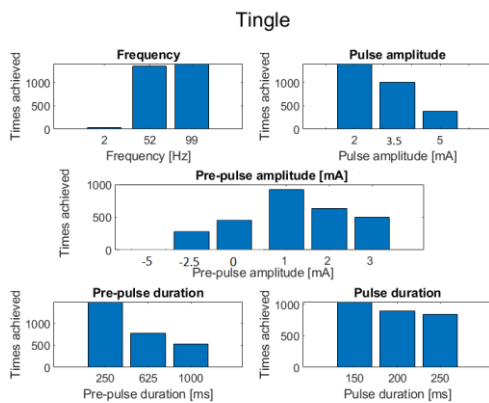 Tingle
Frequency
Times achieved
1000
500
0
2 52 99
Frequency [Hz]
Pulse amplitude
Times achieved
1000
500
0
2 3.5 5
Pulse amplitude [mA]
Pre-pulse amplitude [mA]
Times achieved
1000
500
0
-5 -2.5 0 1 2 3
Pre-pulse amplitude [mA]
Pre-pulse duration
Times achieved
1000
500
0
250 625 1000
Pre-pulse duration [ms]
Pulse duration
Times achieved
1000
500
0
150 200 250
Pulse duration [ms]